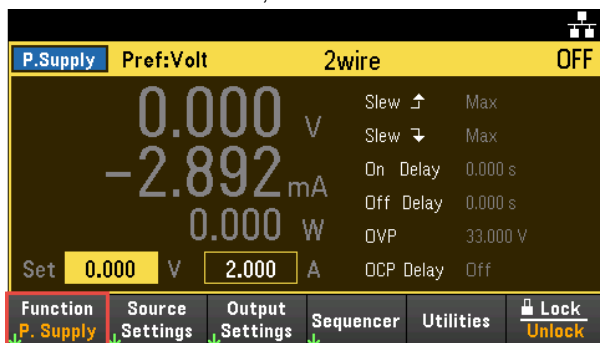 P.Supply Pref:Volt 2wire OFF
0.000 V
-2.892 mA
0.000 W
Set 0.000 V 2.000 A
Slew Max
Slew Max
On Delay 0.000 s
Off Delay 0.000 s
OVP 33.000 V
OCP Delay Off
Function
P. Supply
Source
Settings
Output
Settings
Sequencer
Utilities
Lock
Unlock